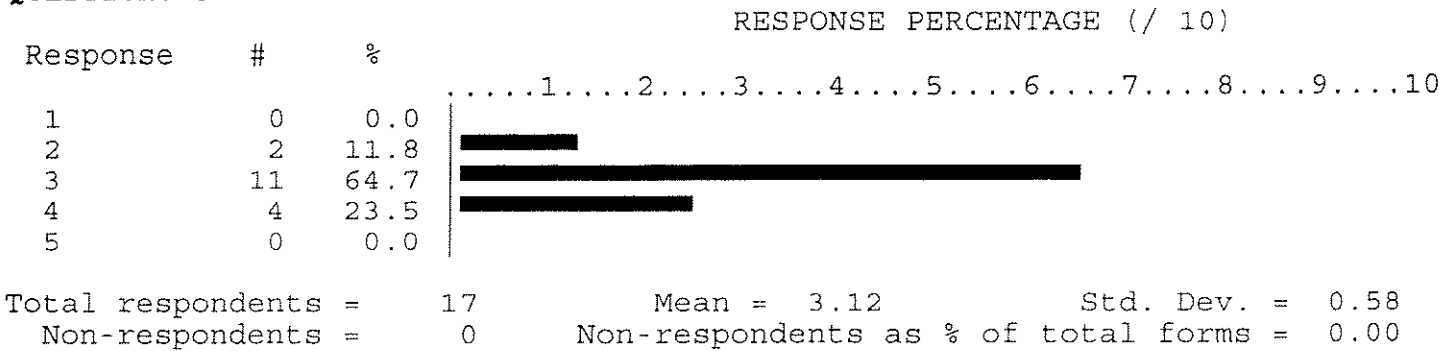 RESPONSE PERCENTAGE (/ 10)
Response # %
.....1....2....3....4....5....6....7....8....9....10
1 0 0.0
2 2 11.8
3 11 64.7
4 4 23.5
5 0 0.0
Total respondents = 17 Mean = 3.12 Std. Dev. = 0.58
Non-respondents = 0 Non-respondents as % of total forms = 0.00